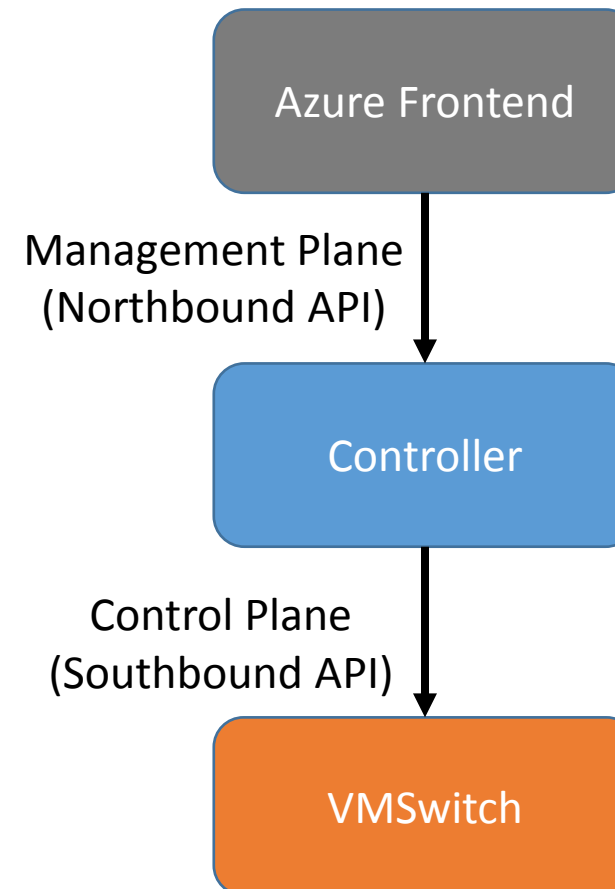 Azure Frontend
Management Plane
(Northbound API)
Controller
Control Plane
(Southbound API)
VMSwitch